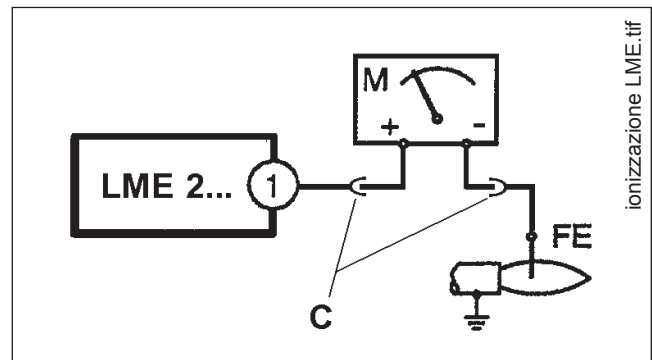 M
+ -
LME 2... 1
FE
C
ionizzazione LME.tif